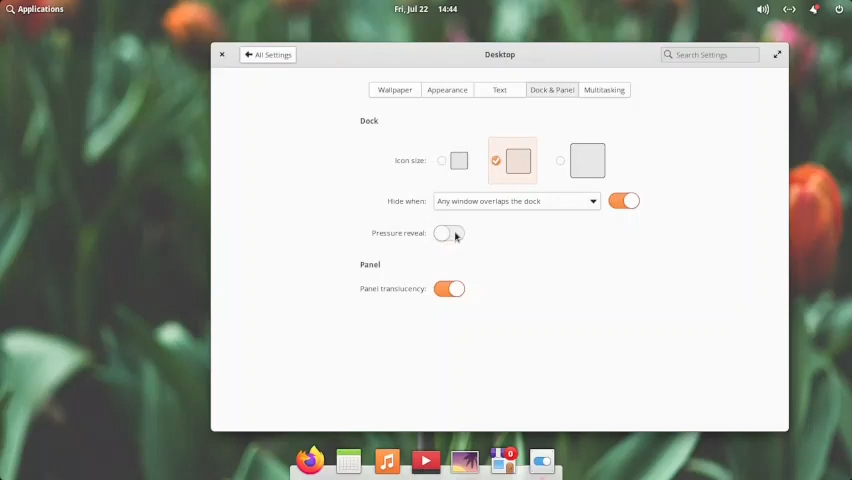 Applications
Fri, Jul 22 14:44
All Settings
Desktop
Search Settings
Wallpaper
Appearance
Text
Dock & Panel
Multitasking
Dock
Icon size:
Hide when:
Any window overlaps the dock
Pressure reveal:
Panel
Panel translucency:
0